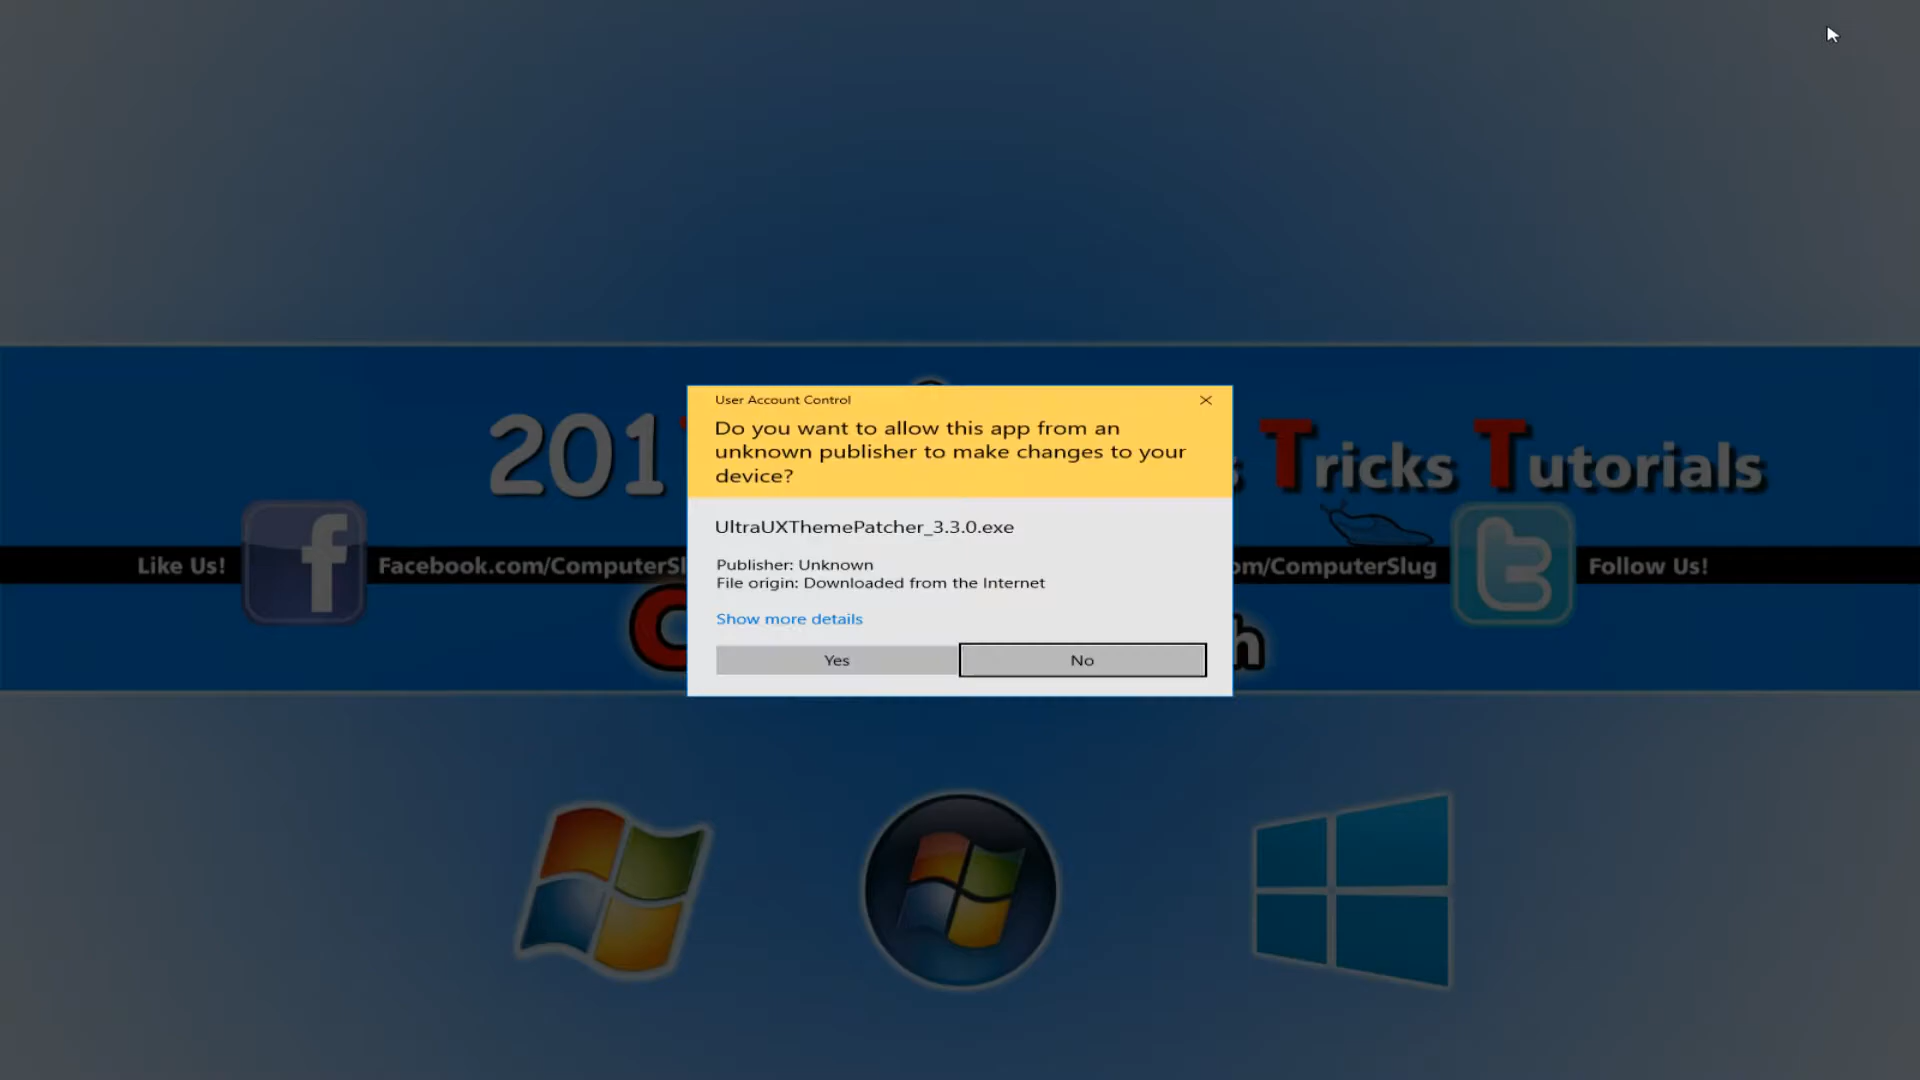 User Account Control
Do you want to allow this app from an
unknown publisher to make changes to your
device?
201
Tricks Tutorials
UltraUXThemePatcher_3.3.0.exe
Publisher: Unknown
File origin: Downloaded from the Internet
Like Us!
Facebook.com/ComputerSl
om/ComputerSlug
Follow Us!
Show more details
Yes
No